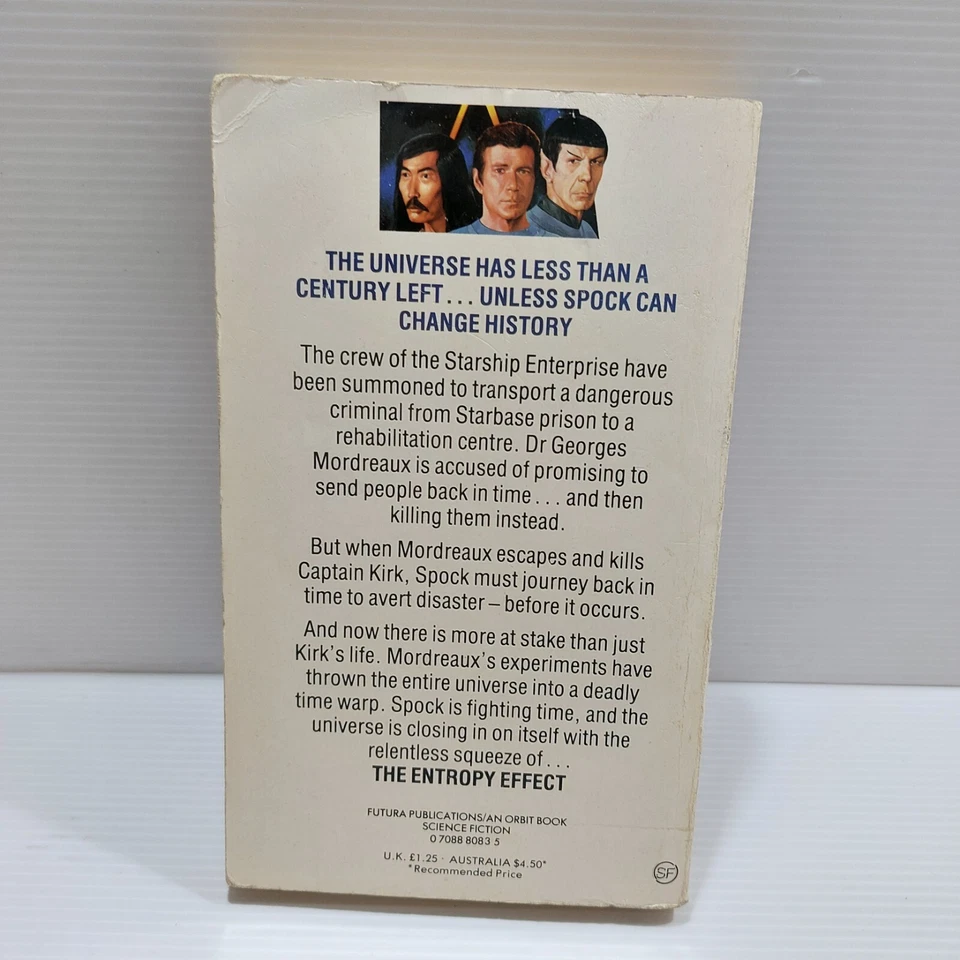 THE UNIVERSE HAS LESS THAN A
CENTURY LEFT... UNLESS SPOCK CAN
CHANGE HISTORY
The crew of the Starship Enterprise have
been summoned to transport a dangerous
criminal from Starbase prison to a
rehabilitation centre. Dr Georges
Mordreaux is accused of promising to
send people back in time... and then
killing them instead.
But when Mordreaux escapes and kills
Captain Kirk, Spock must journey back in
time to avert disaster – before it occurs.
And now there is more at stake than just
Kirk's life. Mordreaux's experiments have
thrown the entire universe into a deadly
time warp. Spock is fighting time, and the
universe is closing in on itself with the
relentless squeeze of...
THE ENTROPY EFFECT
FUTURA PUBLICATIONS/AN ORBIT BOOK
SCIENCE FICTION
0 7088 8083 5
U.K. £1.25 · AUSTRALIA $4.50*
*Recommended Price
SF